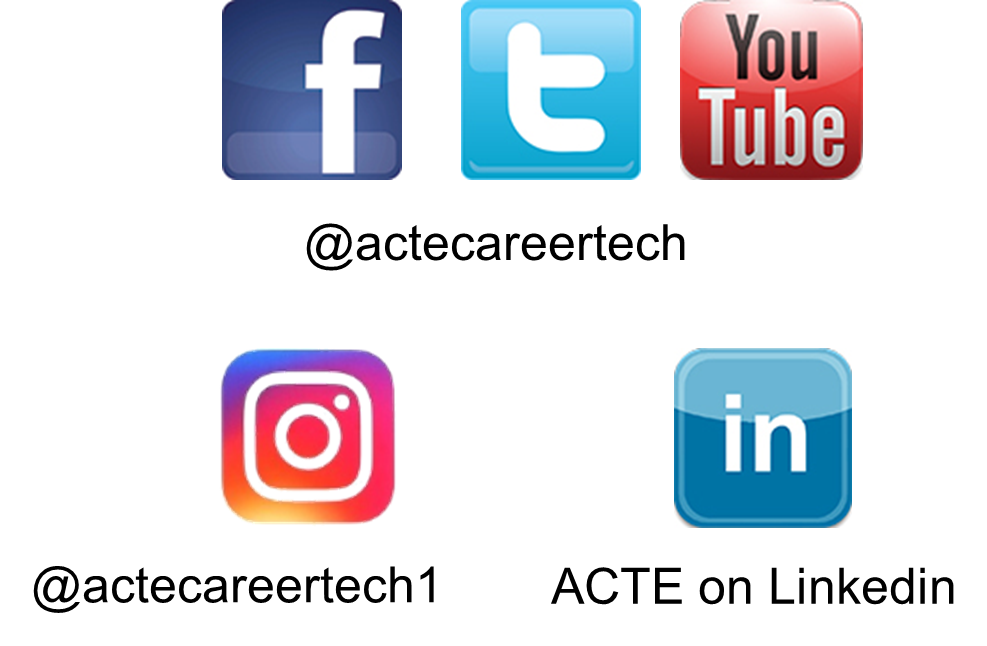 f t You
Tube
@actecareertech
in
@actecareertech1 ACTE on Linkedin